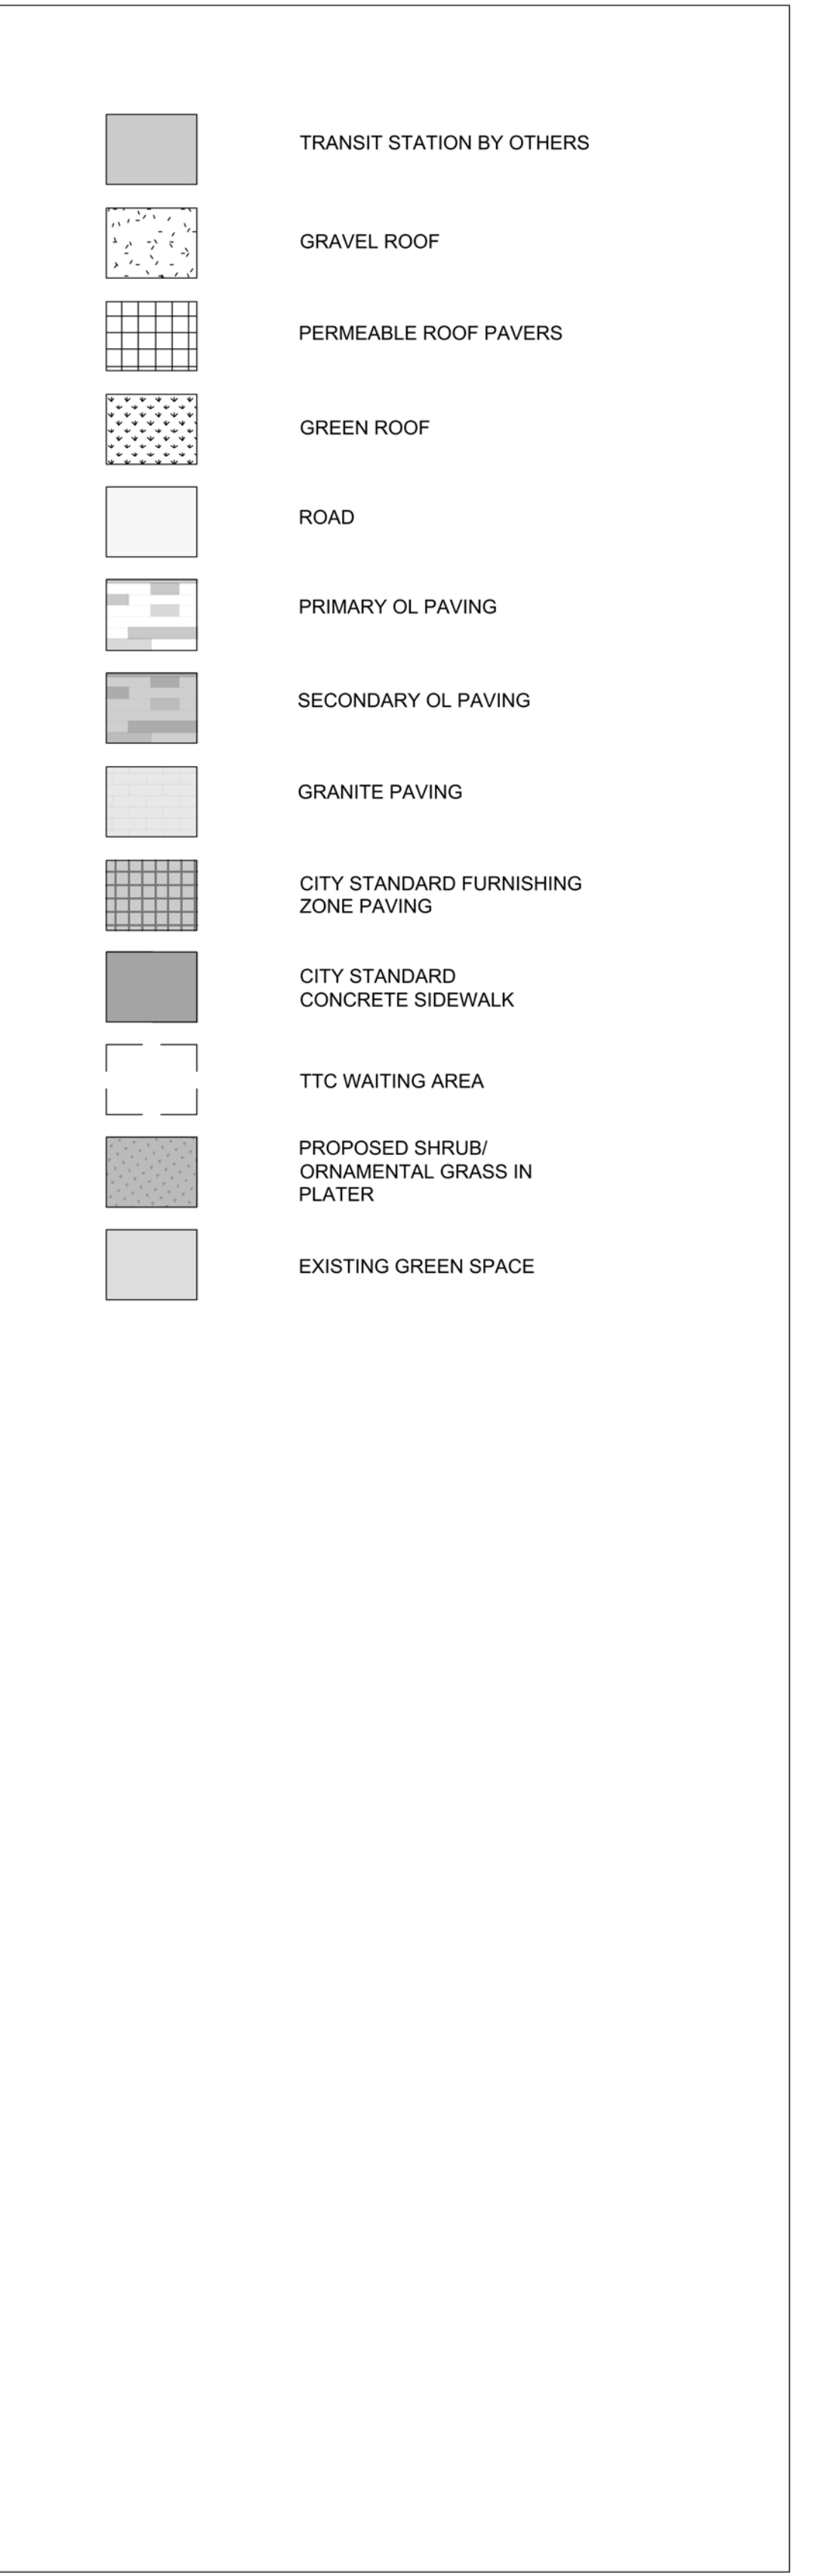 TRANSIT STATION BY OTHERS
GRAVEL ROOF
PERMEABLE ROOF PAVERS
GREEN ROOF
ROAD
PRIMARY OL PAVING
SECONDARY OL PAVING
GRANITE PAVING
CITY STANDARD FURNISHING
ZONE PAVING
CITY STANDARD
CONCRETE SIDEWALK
TTC WAITING AREA
PROPOSED SHRUB/
ORNAMENTAL GRASS IN
PLATER
EXISTING GREEN SPACE